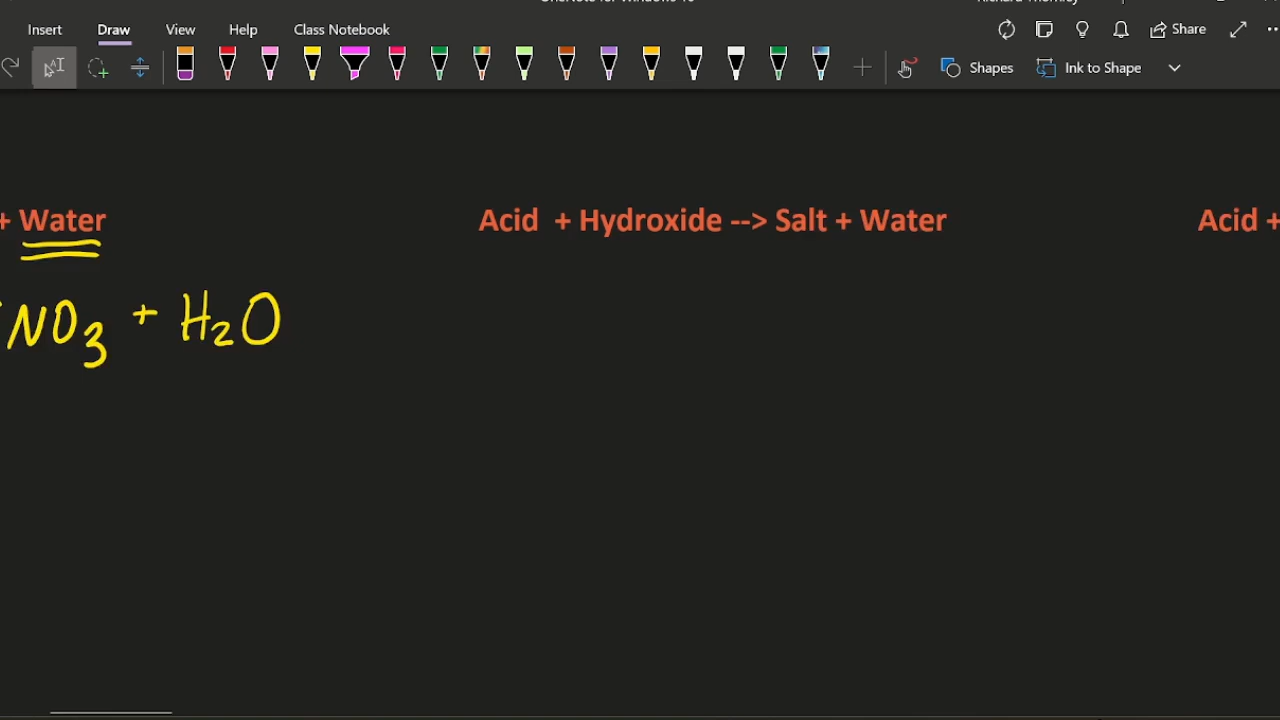 Insert Draw View Help Class Notebook Share
Shapes Ink to Shape
+ Water
Acid + Hydroxide --> Salt + Water
Acid +
NO₃ + H₂O